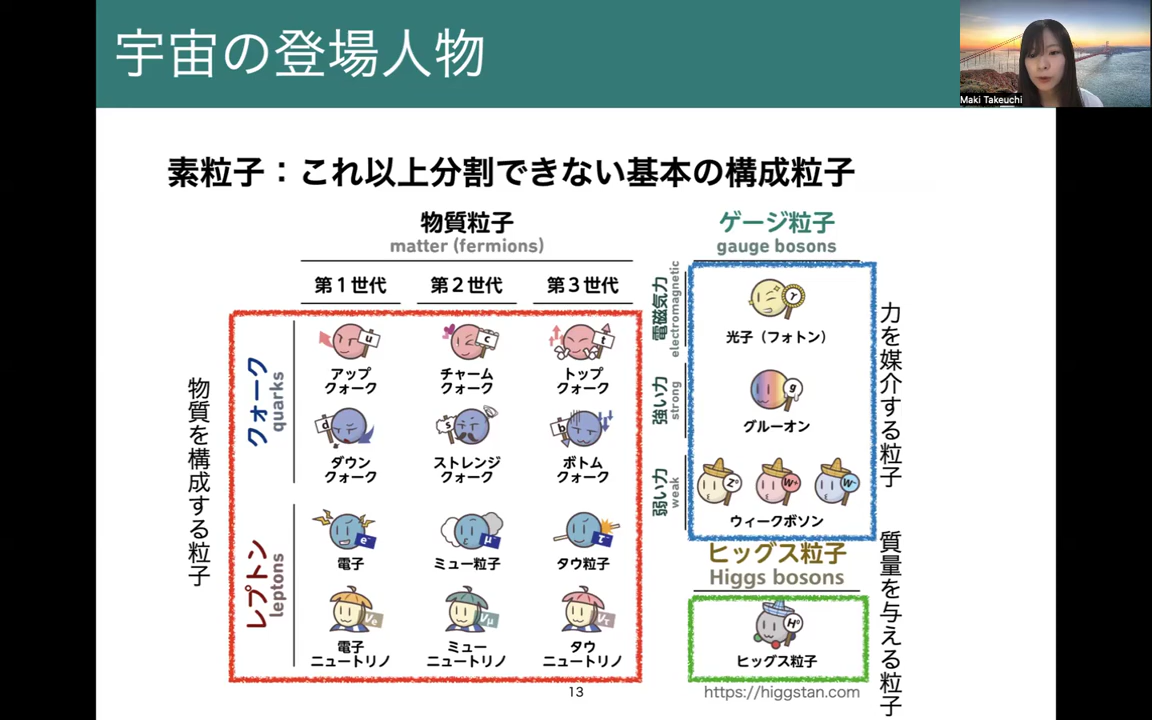 宇宙の登場人物
Maki Takeuchi
素粒子：これ以上分割できない基本の構成粒子
物質粒子
matter (fermions)
第１世代
第２世代
第３世代
物質を構成する粒子
クォーク
quarks
u
c
t
アップ
クォーク
チャーム
クォーク
トップ
クォーク
d
s
b
ダウン
クォーク
ストレンジ
クォーク
ボトム
クォーク
レプトン
leptons
e⁻
μ⁻
τ⁻
電子
ミュー粒子
タウ粒子
νe
νμ
ντ
電子
ニュートリノ
ミュー
ニュートリノ
タウ
ニュートリノ
ゲージ粒子
gauge bosons
電磁気力
electromagnetic
γ
光子（フォトン）
強い力
strong
g
グルーオン
弱い力
weak
Z⁰
W⁺
W⁻
ウィークボソン
力を媒介する粒子
ヒッグス粒子
Higgs bosons
H⁰
ヒッグス粒子
質量を与える粒子
13
https://higgstan.com